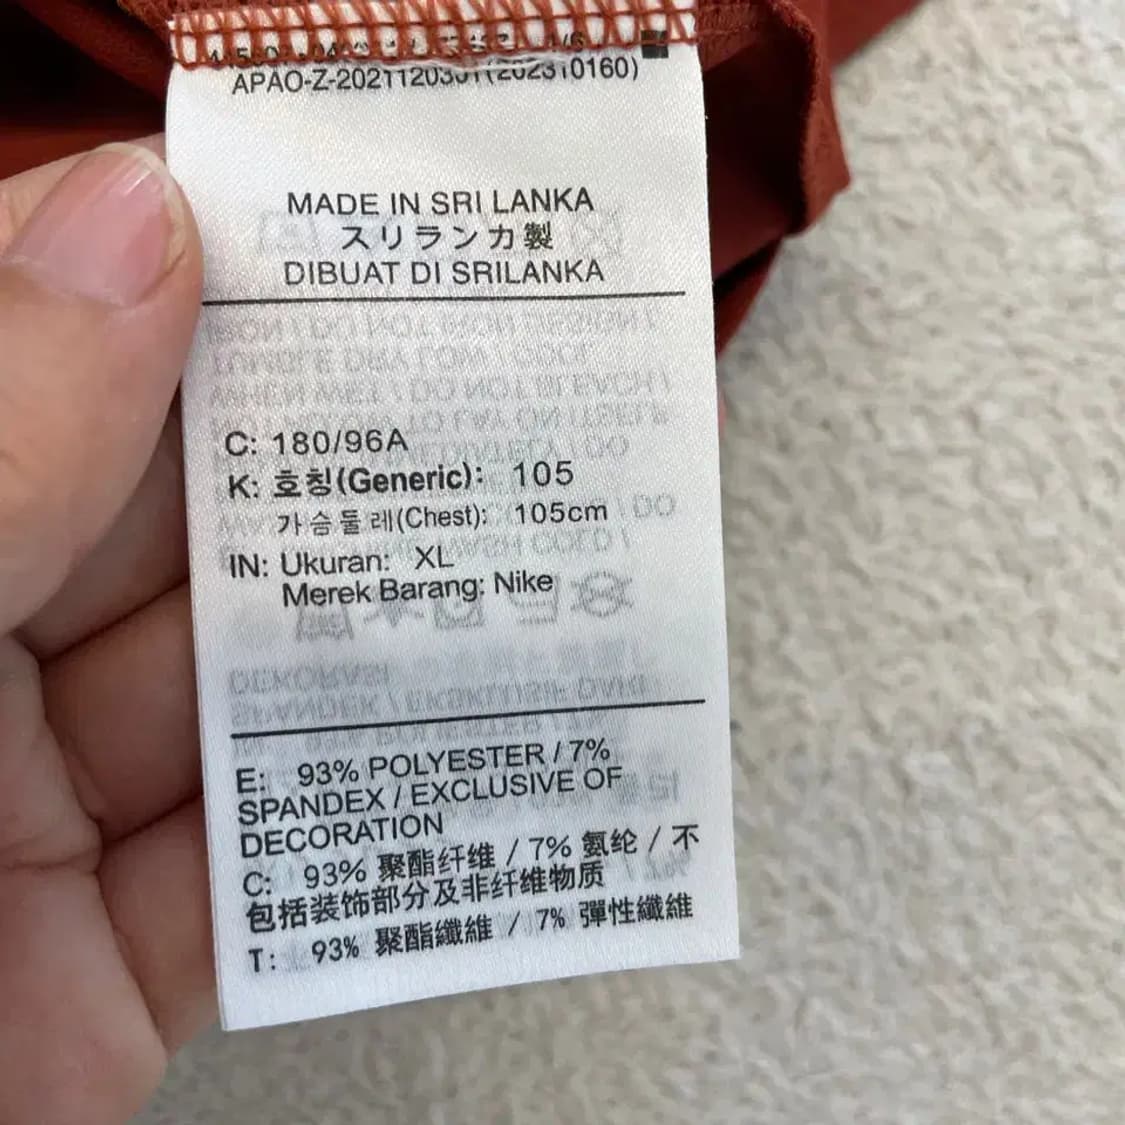 APAO-Z-2021120301(202310160)
MADE IN SRI LANKA
スリランカ製
DIBUAT DI SRILANKA
C: 180/96A
K: 호칭(Generic): 105
가슴둘레(Chest): 105cm
IN: Ukuran: XL
Merek Barang: Nike
E: 93% POLYESTER / 7%
SPANDEX / EXCLUSIVE OF
DECORATION
C: 93% 聚酯纤维 / 7% 氨纶 / 不
包括装饰部分及非纤维物质
T: 93% 聚酯纖維 / 7% 彈性纖維